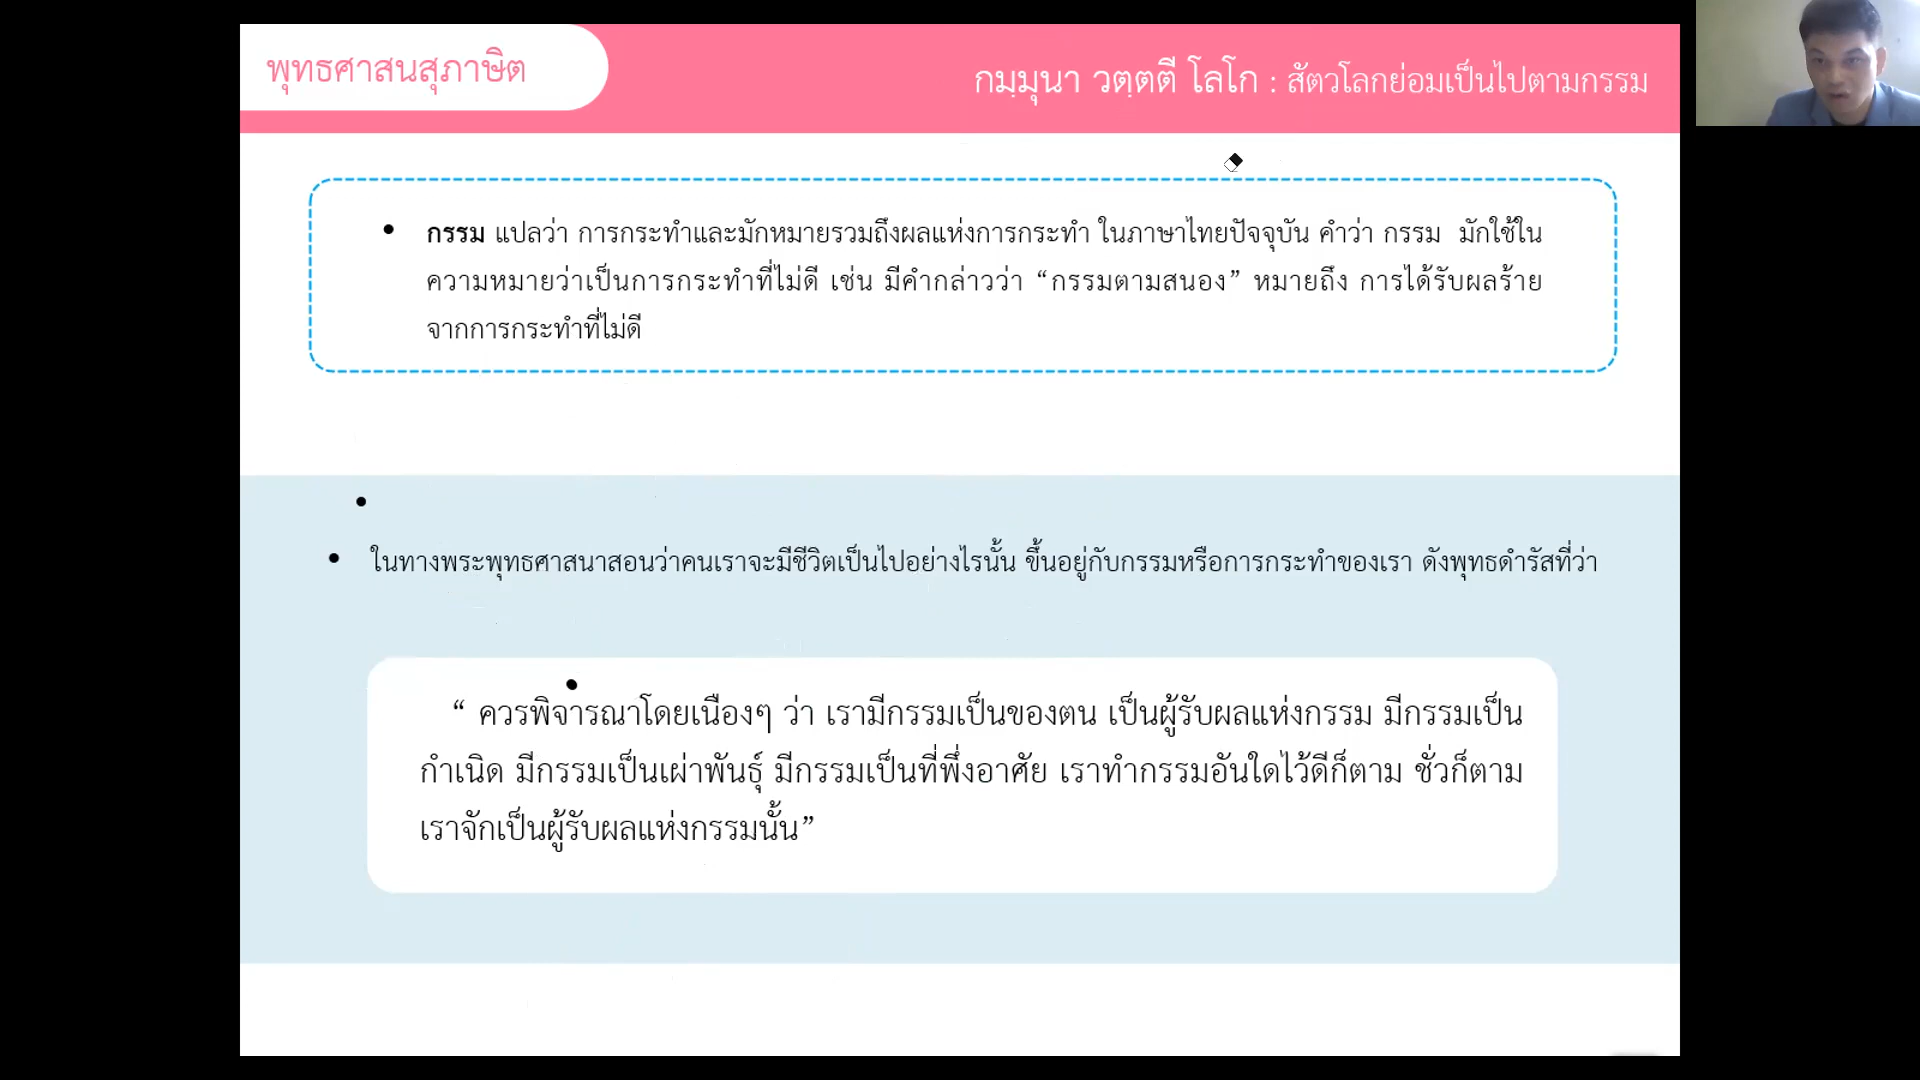 พุทธศาสนสุภาษิต
กมฺมุนา วตฺตตี โลโก : สัตวโลกย่อมเป็นไปตามกรรม
• กรรม แปลว่า การกระทำและมักหมายรวมถึงผลแห่งการกระทำ ในภาษาไทยปัจจุบัน คำว่า กรรม มักใช้ใน
ความหมายว่าเป็นการกระทำที่ไม่ดี เช่น มีคำกล่าวว่า “กรรมตามสนอง” หมายถึง การได้รับผลร้าย
จากการกระทำที่ไม่ดี
• ในทางพระพุทธศาสนาสอนว่าคนเราจะมีชีวิตเป็นไปอย่างไรนั้น ขึ้นอยู่กับกรรมหรือการกระทำของเรา ดังพุทธดำรัสที่ว่า
“ ควรพิจารณาโดยเนืองๆ ว่า เรามีกรรมเป็นของตน เป็นผู้รับผลแห่งกรรม มีกรรมเป็น
กำเนิด มีกรรมเป็นเผ่าพันธุ์ มีกรรมเป็นที่พึ่งอาศัย เราทำกรรมอันใดไว้ดีก็ตาม ชั่วก็ตาม
เราจักเป็นผู้รับผลแห่งกรรมนั้น”